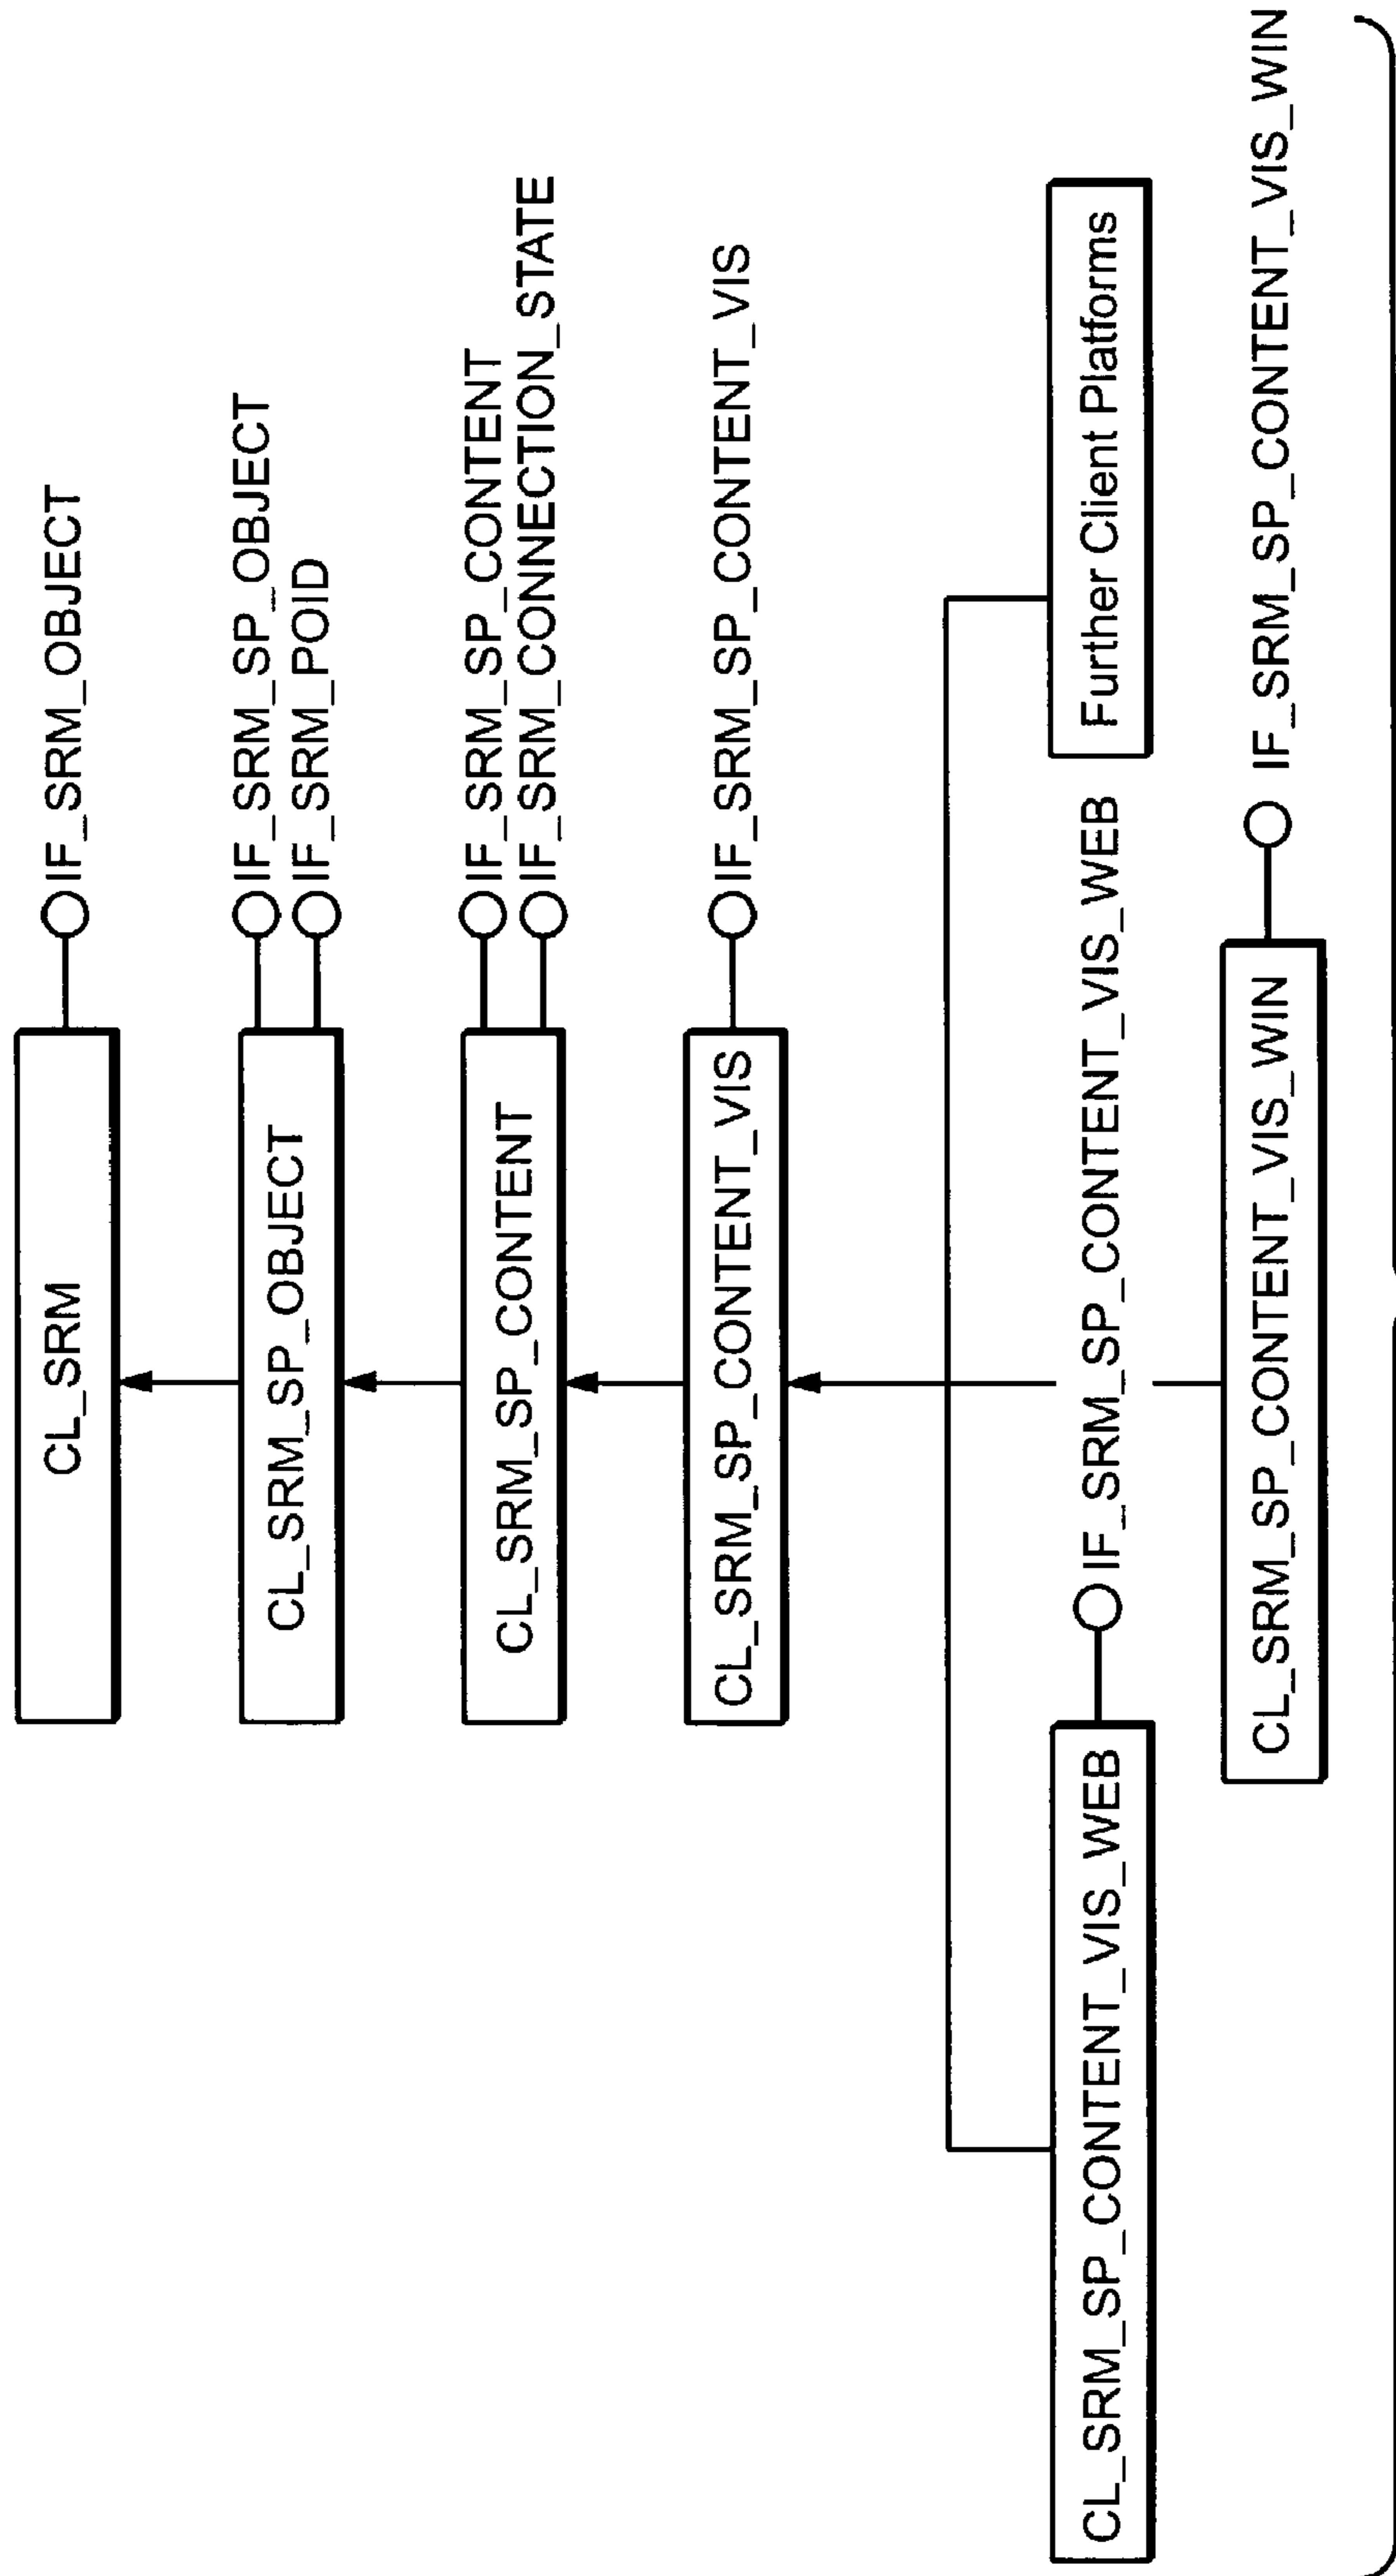 CL_SRM
IF_SRM_OBJECT
CL_SRM_SP_OBJECT
IF_SRM_SP_OBJECT
IF_SRM_POID
CL_SRM_SP_CONTENT
IF_SRM_SP_CONTENT
IF_SRM_CONNECTION_STATE
CL_SRM_SP_CONTENT_VIS
IF_SRM_SP_CONTENT_VIS
CL_SRM_SP_CONTENT_VIS_WEB
IF_SRM_SP_CONTENT_VIS_WEB
Further Client Platforms
CL_SRM_SP_CONTENT_VIS_WIN
IF_SRM_SP_CONTENT_VIS_WIN